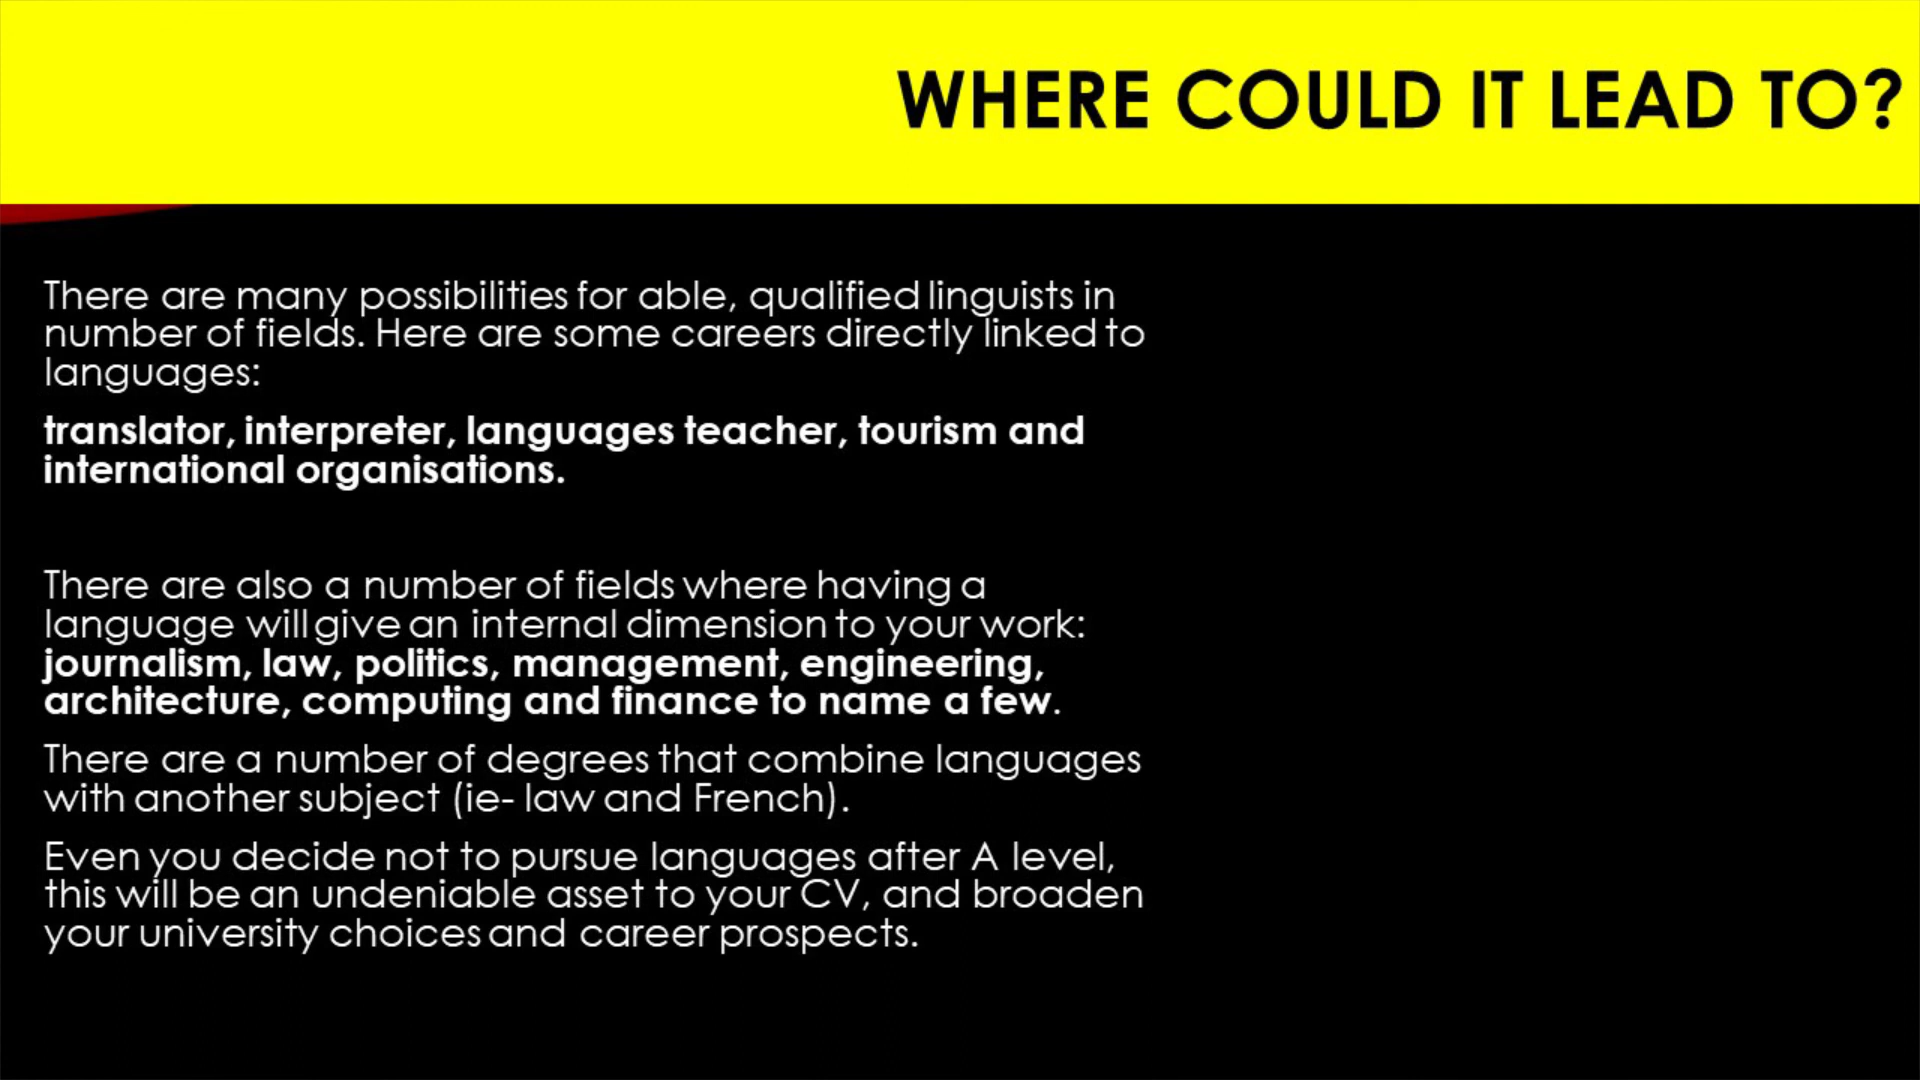 WHERE COULD IT LEAD TO?
There are many possibilities for able, qualified linguists in
number of fields. Here are some careers directly linked to
languages:
translator, interpreter, languages teacher, tourism and
international organisations.
There are also a number of fields where having a
language will give an internal dimension to your work:
journalism, law, politics, management, engineering,
architecture, computing and finance to name a few.
There are a number of degrees that combine languages
with another subject (ie- law and French).
Even you decide not to pursue languages after A level,
this will be an undeniable asset to your CV, and broaden
your university choices and career prospects.